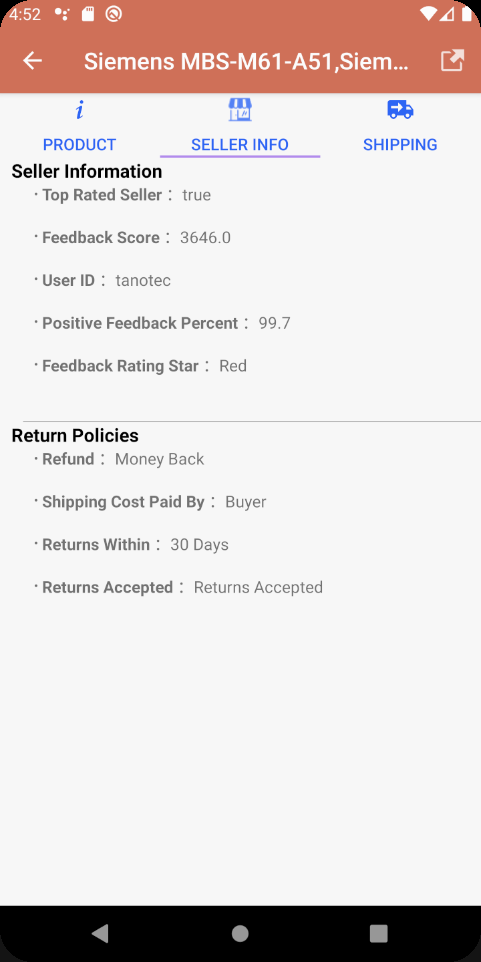 4:52
Siemens MBS-M61-A51,Siem...
PRODUCT
SELLER INFO
SHIPPING
Seller Information
· Top Rated Seller : true
· Feedback Score : 3646.0
· User ID : tanotec
· Positive Feedback Percent : 99.7
· Feedback Rating Star : Red
Return Policies
· Refund : Money Back
· Shipping Cost Paid By : Buyer
· Returns Within : 30 Days
· Returns Accepted : Returns Accepted